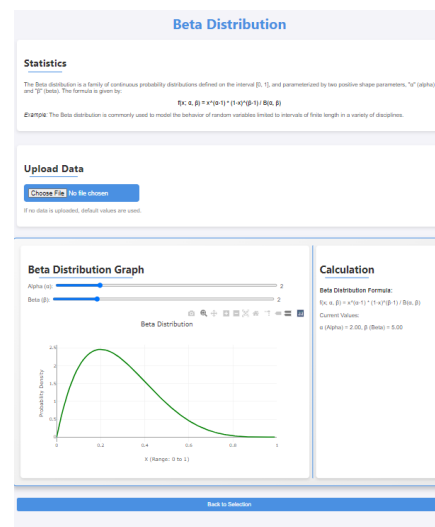 Beta Distribution
Statistics
The Beta distribution is a family of continuous probability distributions defined on the interval [0, 1], and parameterized by two positive shape parameters, "α" (alpha)
and "β" (beta). The formula is given by:
f(x; α, β) = x^(α-1) * (1-x)^(β-1) / B(α, β)
Example: The Beta distribution is commonly used to model the behavior of random variables limited to intervals of finite length in a variety of disciplines.
Upload Data
Choose File No file chosen
If no data is uploaded, default values are used.
Beta Distribution Graph
Alpha (α): 2
Beta (β): 2
Beta Distribution
2.5
2
1.5
1
0.5
0
Probability Density
0 0.2 0.4 0.6 0.8 1
X (Range: 0 to 1)
Calculation
Beta Distribution Formula:
f(x; α, β) = x^(α-1) * (1-x)^(β-1) / B(α, β)
Current Values:
α (Alpha) = 2.00, β (Beta) = 5.00
Back to Selection